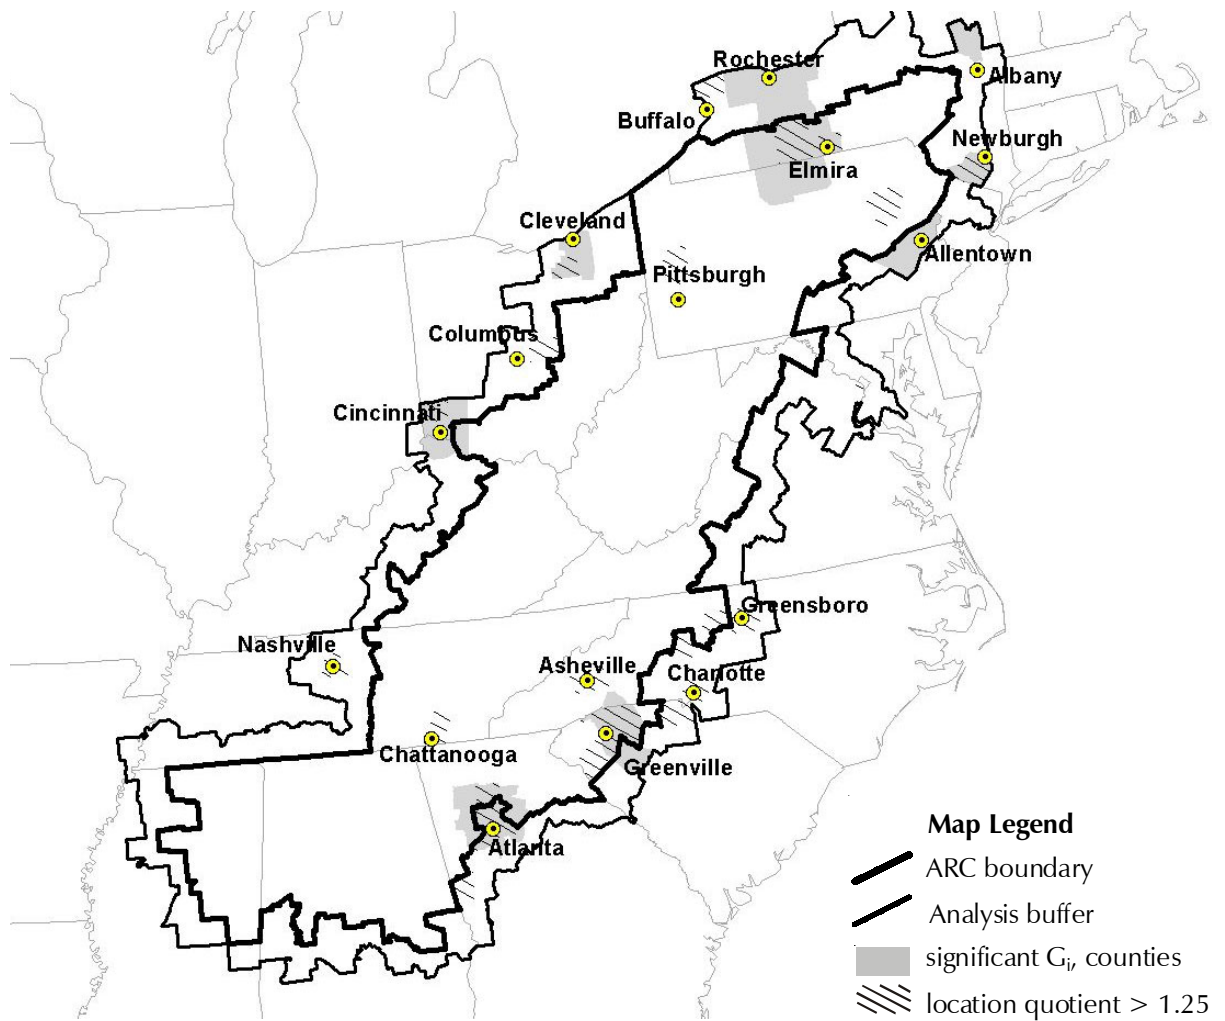 Rochester
Albany
Buffalo
Newburgh
Elmira
Cleveland
Allentown
Pittsburgh
Columbus
Cincinnati
Greensboro
Nashville
Asheville
Charlotte
Chattanooga
Greenville
Atlanta
Map Legend
ARC boundary
Analysis buffer
significant Gi, counties
location quotient > 1.25